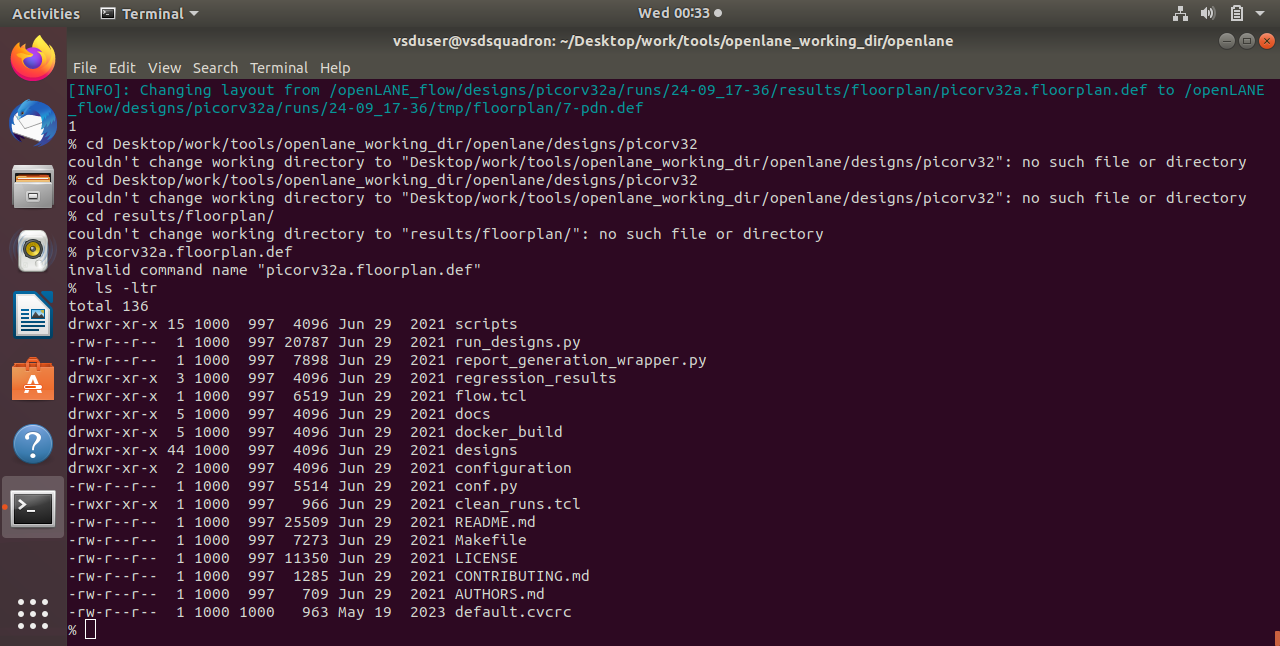 Activities Terminal Wed 00:33
vsduser@vsdsquadron: ~/Desktop/work/tools/openlane_working_dir/openlane
File Edit View Search Terminal Help
[INFO]: Changing layout from /openLANE_flow/designs/picorv32a/runs/24-09_17-36/results/floorplan/picorv32a.floorplan.def to /openLANE
_flow/designs/picorv32a/runs/24-09_17-36/tmp/floorplan/7-pdn.def
1
% cd Desktop/work/tools/openlane_working_dir/openlane/designs/picorv32
couldn't change working directory to "Desktop/work/tools/openlane_working_dir/openlane/designs/picorv32": no such file or directory
% cd Desktop/work/tools/openlane_working_dir/openlane/designs/picorv32
couldn't change working directory to "Desktop/work/tools/openlane_working_dir/openlane/designs/picorv32": no such file or directory
% cd results/floorplan/
couldn't change working directory to "results/floorplan/": no such file or directory
% picorv32a.floorplan.def
invalid command name "picorv32a.floorplan.def"
%  ls -ltr
total 136
drwxr-xr-x 15 1000  997  4096 Jun 29  2021 scripts
-rw-r--r--  1 1000  997 20787 Jun 29  2021 run_designs.py
-rw-r--r--  1 1000  997  7898 Jun 29  2021 report_generation_wrapper.py
drwxr-xr-x  3 1000  997  4096 Jun 29  2021 regression_results
-rwxr-xr-x  1 1000  997  6519 Jun 29  2021 flow.tcl
drwxr-xr-x  5 1000  997  4096 Jun 29  2021 docs
drwxr-xr-x  5 1000  997  4096 Jun 29  2021 docker_build
drwxr-xr-x 44 1000  997  4096 Jun 29  2021 designs
drwxr-xr-x  2 1000  997  4096 Jun 29  2021 configuration
-rw-r--r--  1 1000  997  5514 Jun 29  2021 conf.py
-rwxr-xr-x  1 1000  997   966 Jun 29  2021 clean_runs.tcl
-rw-r--r--  1 1000  997 25509 Jun 29  2021 README.md
-rw-r--r--  1 1000  997  7273 Jun 29  2021 Makefile
-rw-r--r--  1 1000  997 11350 Jun 29  2021 LICENSE
-rw-r--r--  1 1000  997  1285 Jun 29  2021 CONTRIBUTING.md
-rw-r--r--  1 1000  997   709 Jun 29  2021 AUTHORS.md
-rw-r--r--  1 1000 1000   963 May 19  2023 default.cvcrc
%